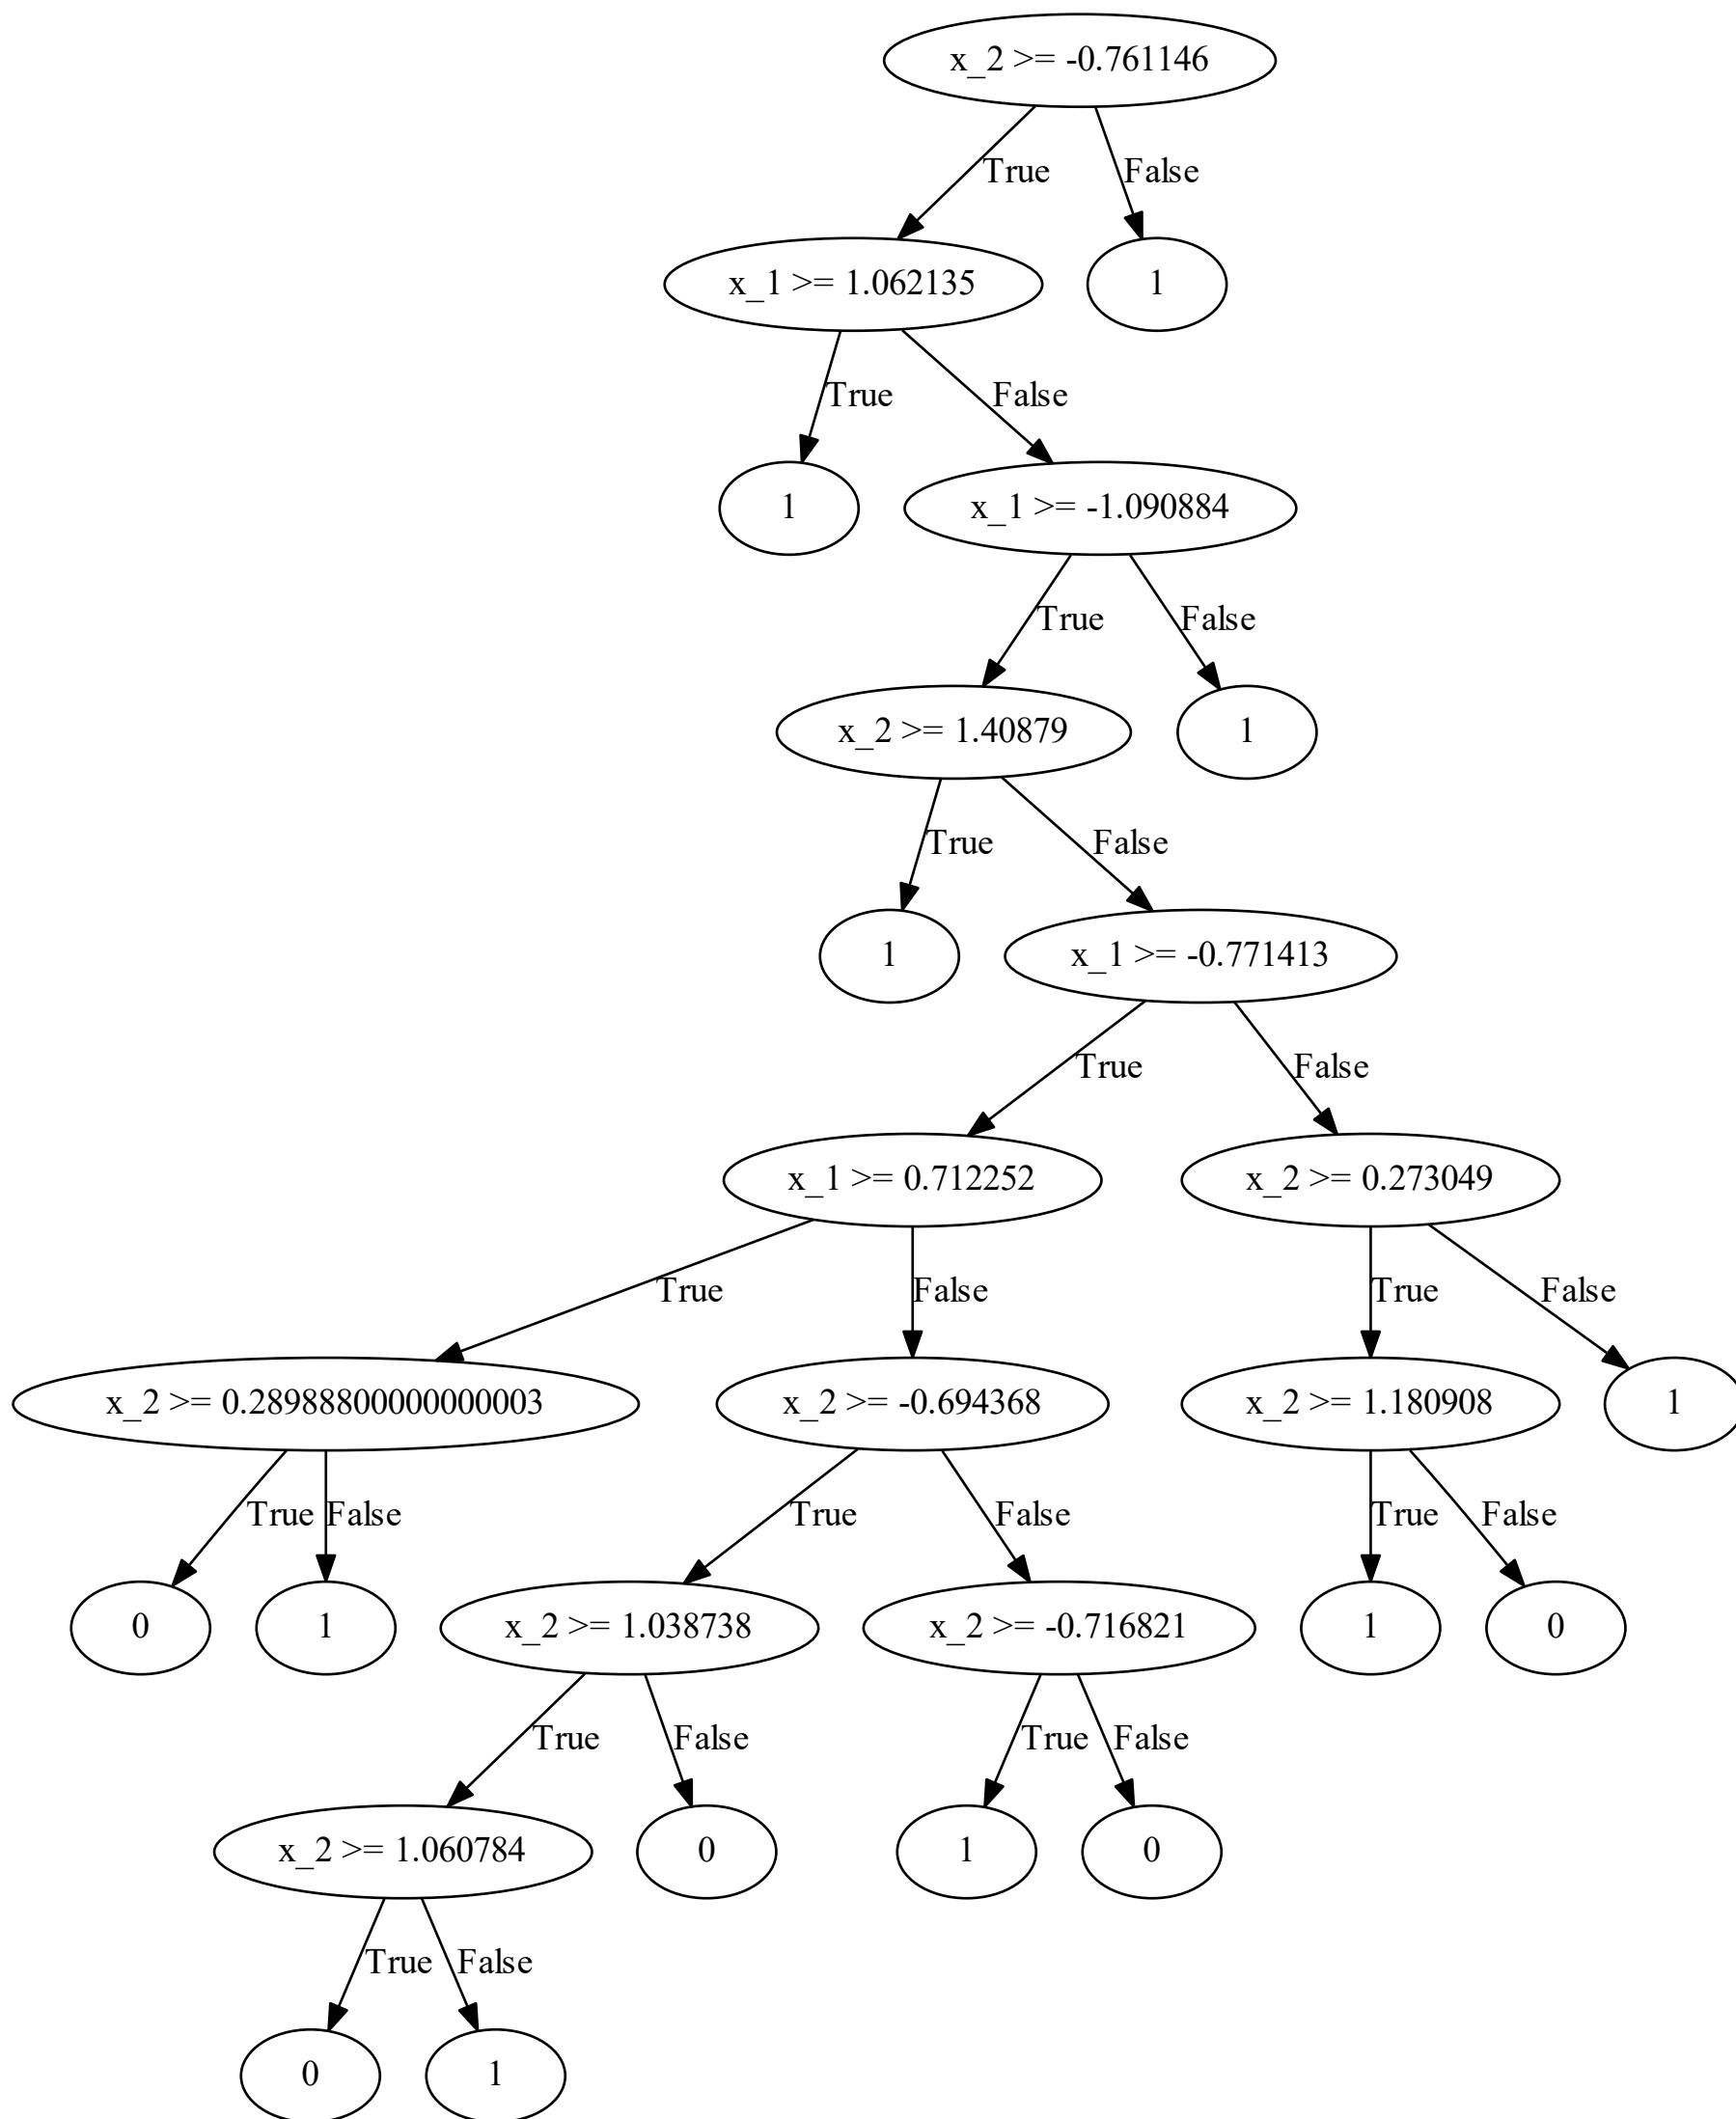 x_2 >= -0.761146
True
False
x_1 >= 1.062135
1
True
False
1
x_1 >= -1.090884
True
False
x_2 >= 1.40879
1
True
False
1
x_1 >= -0.771413
True
False
x_1 >= 0.712252
x_2 >= 0.273049
True
False
True
False
x_2 >= 0.28988800000000003
x_2 >= -0.694368
x_2 >= 1.180908
1
True
False
True
False
True
False
0
1
x_2 >= 1.038738
x_2 >= -0.716821
1
0
True
False
True
False
x_2 >= 1.060784
0
1
0
True
False
0
1